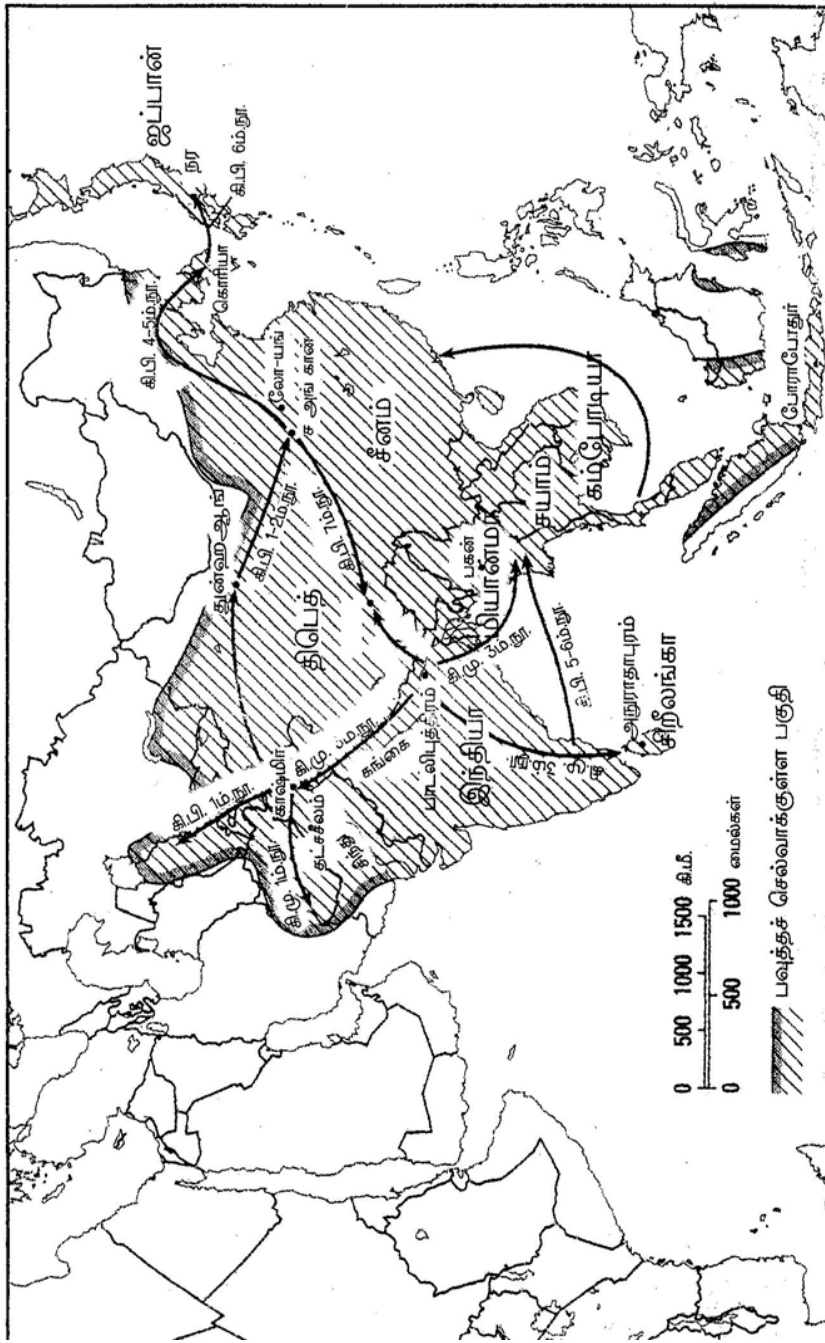 ஐப்பான்
நர
கி.பி. 6ம்.நூ.
கொரியா
கி.பி. 4-5ம்.நூ.
லோ-யங்
ச அங் கான்
சீனம்
துன்ஹஆங்
கி.பி. 1-2ம்.நூ.
கி.பி. 7ம்.நூ.
திபெத்
கி.பி. 1ம்.நூ.
காஷ்மிர்
தட்சசீலம்
கி.மு. 1ம்.நூ.
சிந்து
கங்கை
பாடலிபுத்திரம்
இந்தியா
கி.மு. 3ம்.நூ.
கி.மு. 3ம்.நூ.
பகன்
மியான்மர்
சயாம்
கம்போடியா
கி.பி. 5-6ம்.நூ.
அநுராதாபுரம்
சிறீலங்கா
போராபோதூர்
0 500 1000 1500 கி.மீ.
0 500 1000 மைல்கள்
பவுத்தச் செல்வாக்குள்ள பகுதி